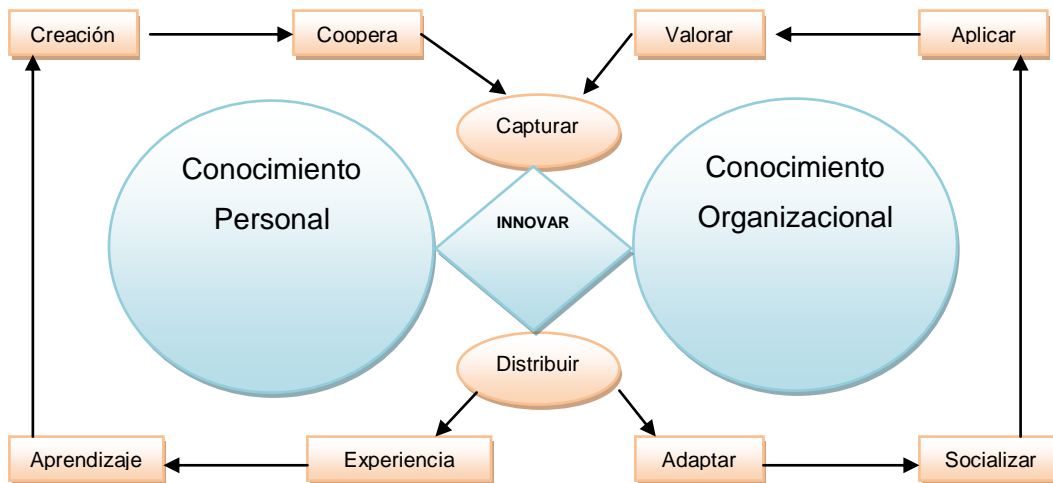 Creación
Coopera
Valorar
Aplicar
Capturar
Conocimiento
Personal
INNOVAR
Conocimiento
Organizacional
Distribuir
Aprendizaje
Experiencia
Adaptar
Socializar